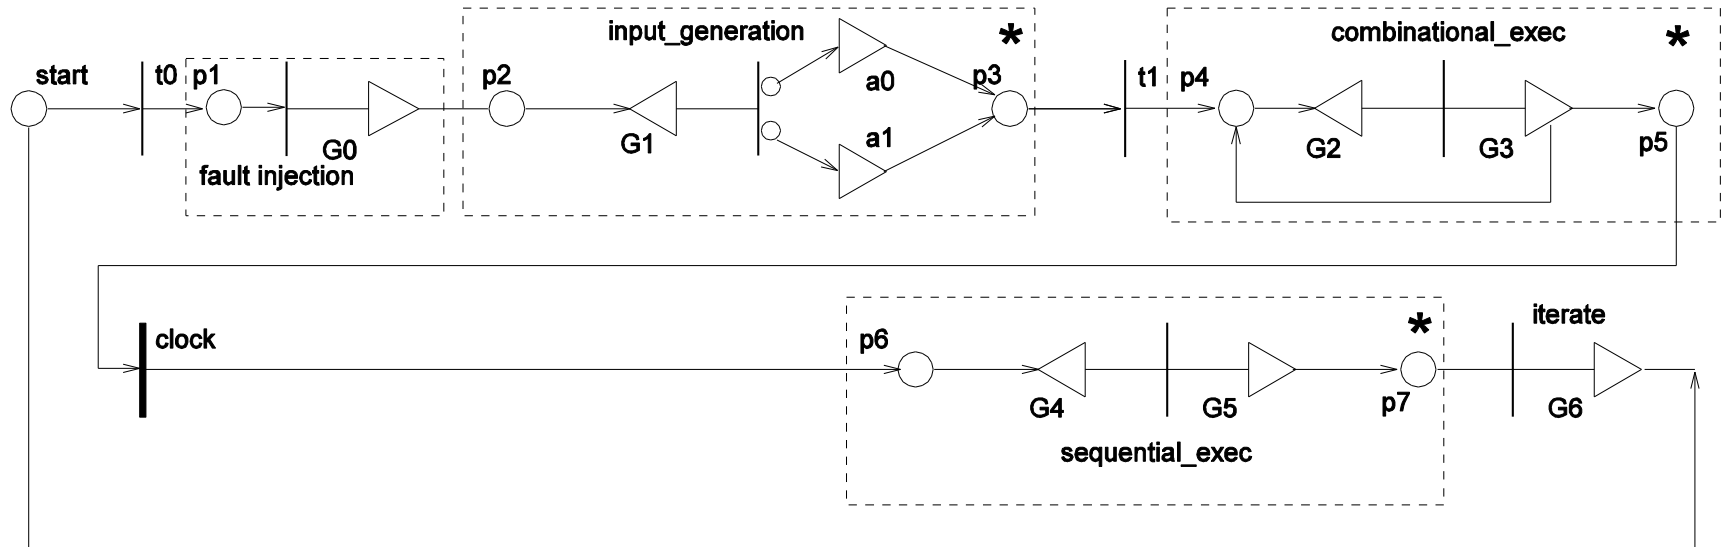 input_generation
*
combinational_exec
*
start
t0
p1
p2
a0
p3
t1
p4
G0
G1
a1
G2
G3
p5
fault injection
clock
p6
*
iterate
G4
G5
p7
G6
sequential_exec